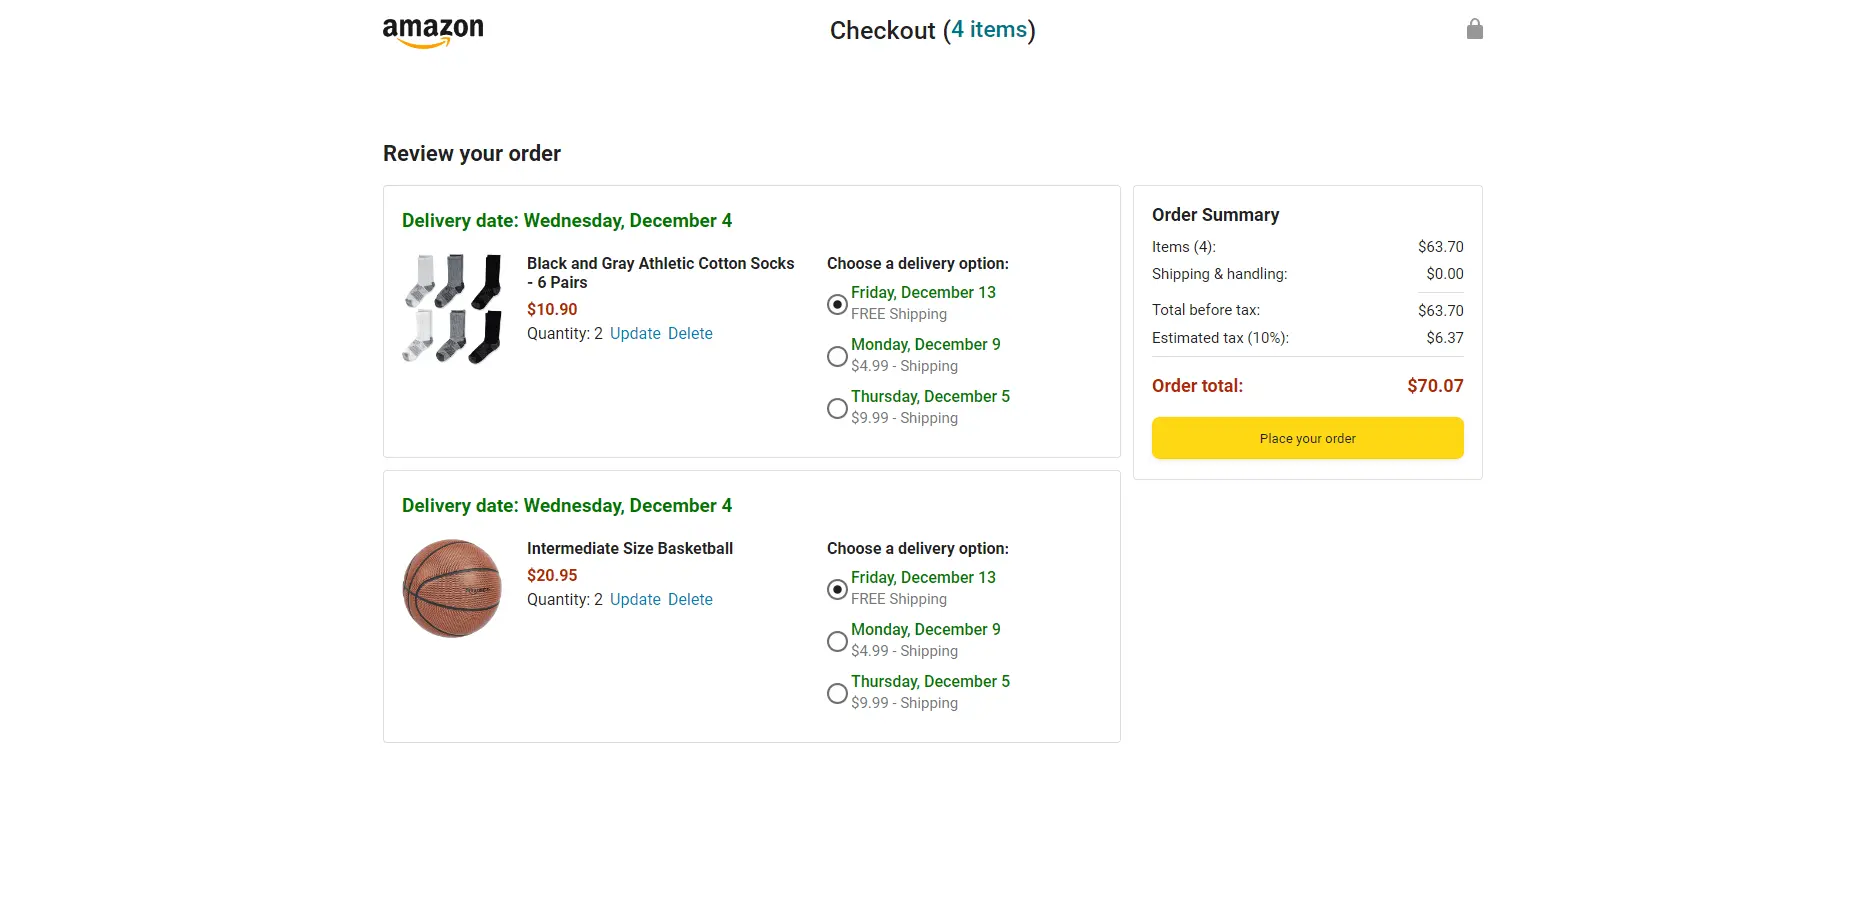 amazon
Checkout (4 items)
Review your order
Delivery date: Wednesday, December 4
Black and Gray Athletic Cotton Socks
- 6 Pairs
$10.90
Quantity: 2 Update Delete
Choose a delivery option:
Friday, December 13
FREE Shipping
Monday, December 9
$4.99 - Shipping
Thursday, December 5
$9.99 - Shipping
Delivery date: Wednesday, December 4
Intermediate Size Basketball
$20.95
Quantity: 2 Update Delete
Choose a delivery option:
Friday, December 13
FREE Shipping
Monday, December 9
$4.99 - Shipping
Thursday, December 5
$9.99 - Shipping
Order Summary
Items (4): $63.70
Shipping & handling: $0.00
Total before tax: $63.70
Estimated tax (10%): $6.37
Order total: $70.07
Place your order